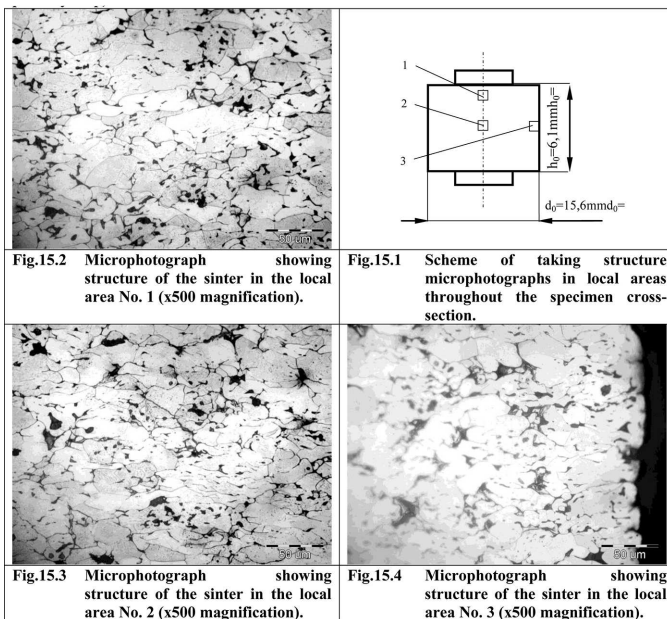 50 µm
1
2
3
h₀=6,1mmh₀=
d₀=15,6mmd₀=
Fig.15.2 Microphotograph showing
structure of the sinter in the local
area No. 1 (x500 magnification).
Fig.15.1 Scheme of taking structure
microphotographs in local areas
throughout the specimen cross-
section.
50 µm
50 µm
Fig.15.3 Microphotograph showing
structure of the sinter in the local
area No. 2 (x500 magnification).
Fig.15.4 Microphotograph showing
structure of the sinter in the local
area No. 3 (x500 magnification).